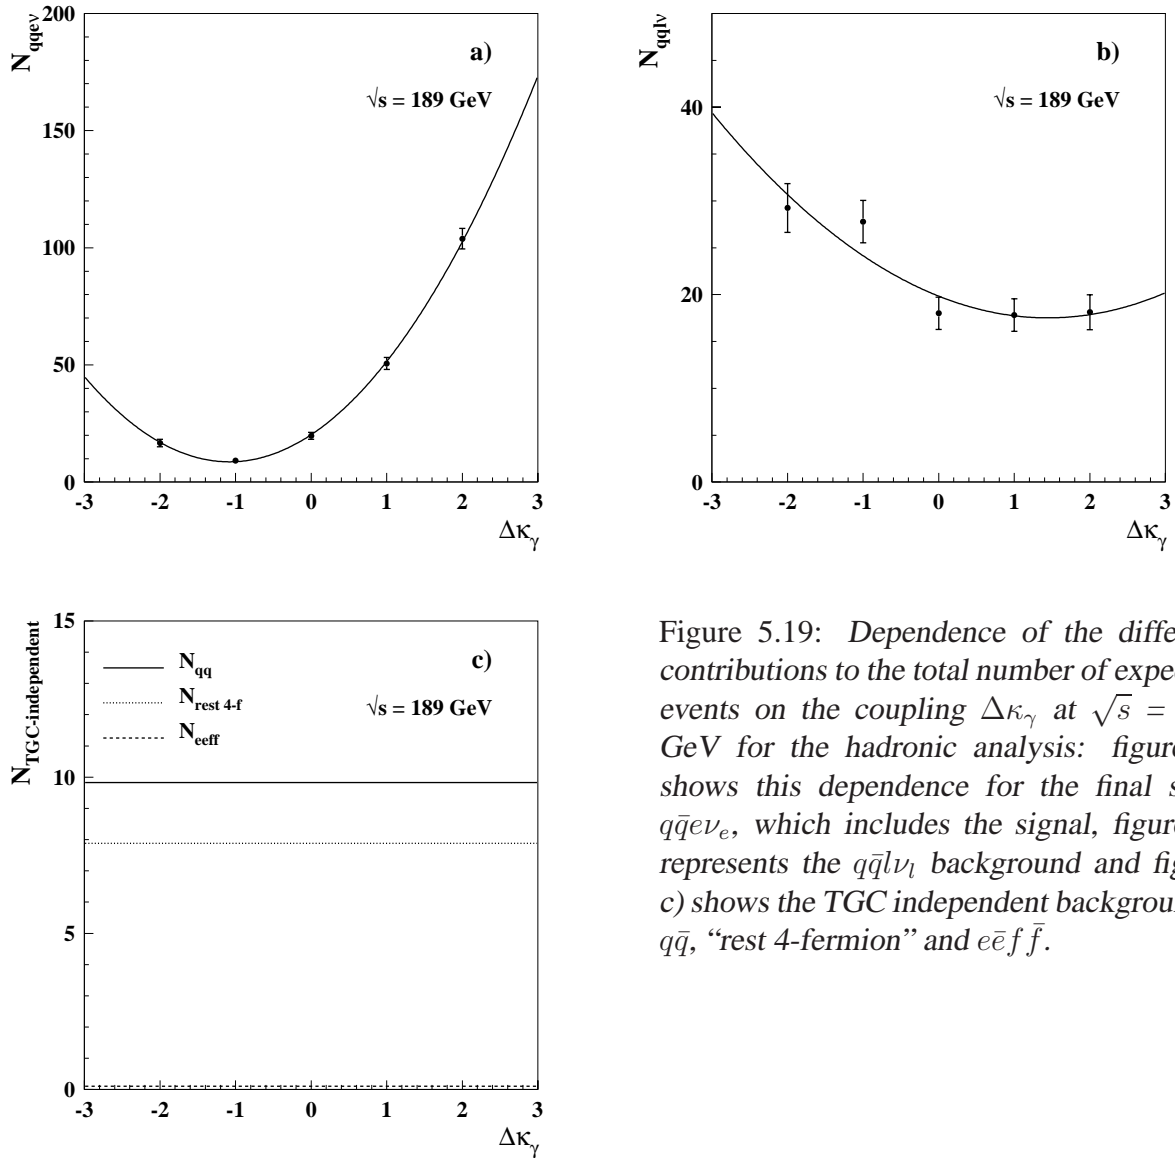 200
150
100
50
0
-3 -2 -1 0 1 2 3
N_qqeν
a)
√s = 189 GeV
Δκ_γ
40
20
0
-3 -2 -1 0 1 2 3
N_qqlν
b)
√s = 189 GeV
Δκ_γ
15
10
5
0
-3 -2 -1 0 1 2 3
N_TGC-independent
N_qq
N_rest 4-f
N_eeff
c)
√s = 189 GeV
Δκ_γ
Figure 5.19: Dependence of the diffe
contributions to the total number of expe
events on the coupling Δκ_γ at √s =
GeV for the hadronic analysis: figure
shows this dependence for the final s
qq̄eν_e, which includes the signal, figure
represents the qq̄lν_l background and fig
c) shows the TGC independent backgrou
qq̄, “rest 4-fermion” and eēff̄.